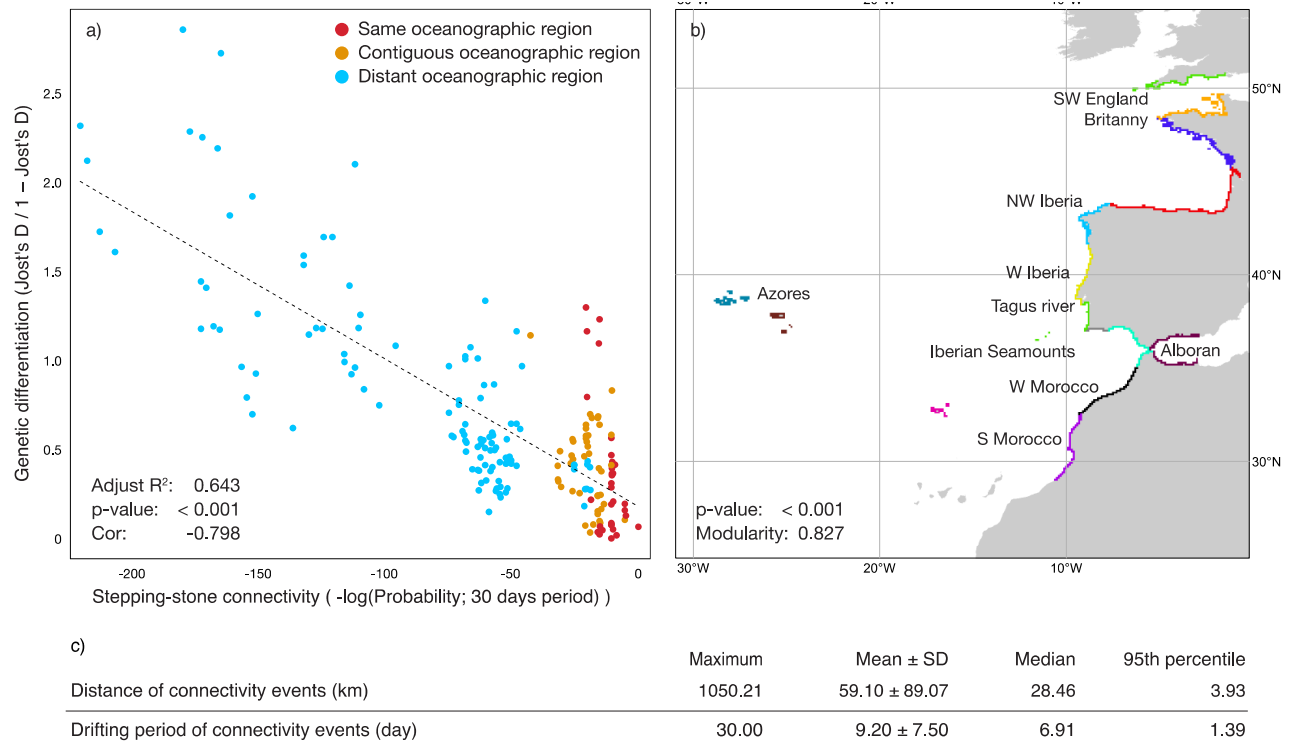 a)
Same oceanographic region
Contiguous oceanographic region
Distant oceanographic region
Genetic differentiation (Jost's D / 1 – Jost's D)
2.5
2.0
1.5
1.0
0.5
0
Adjust R²: 0.643
p-value: < 0.001
Cor: -0.798
-200 -150 -100 -50 0
Stepping-stone connectivity ( -log(Probability; 30 days period) )
b)
50°N
40°N
30°N
SW England
Britanny
NW Iberia
W Iberia
Azores
Tagus river
Iberian Seamounts
Alboran
W Morocco
S Morocco
p-value: < 0.001
Modularity: 0.827
30°W 20°W 10°W
c)
Maximum Mean ± SD Median 95th percentile
Distance of connectivity events (km) 1050.21 59.10 ± 89.07 28.46 3.93
Drifting period of connectivity events (day) 30.00 9.20 ± 7.50 6.91 1.39